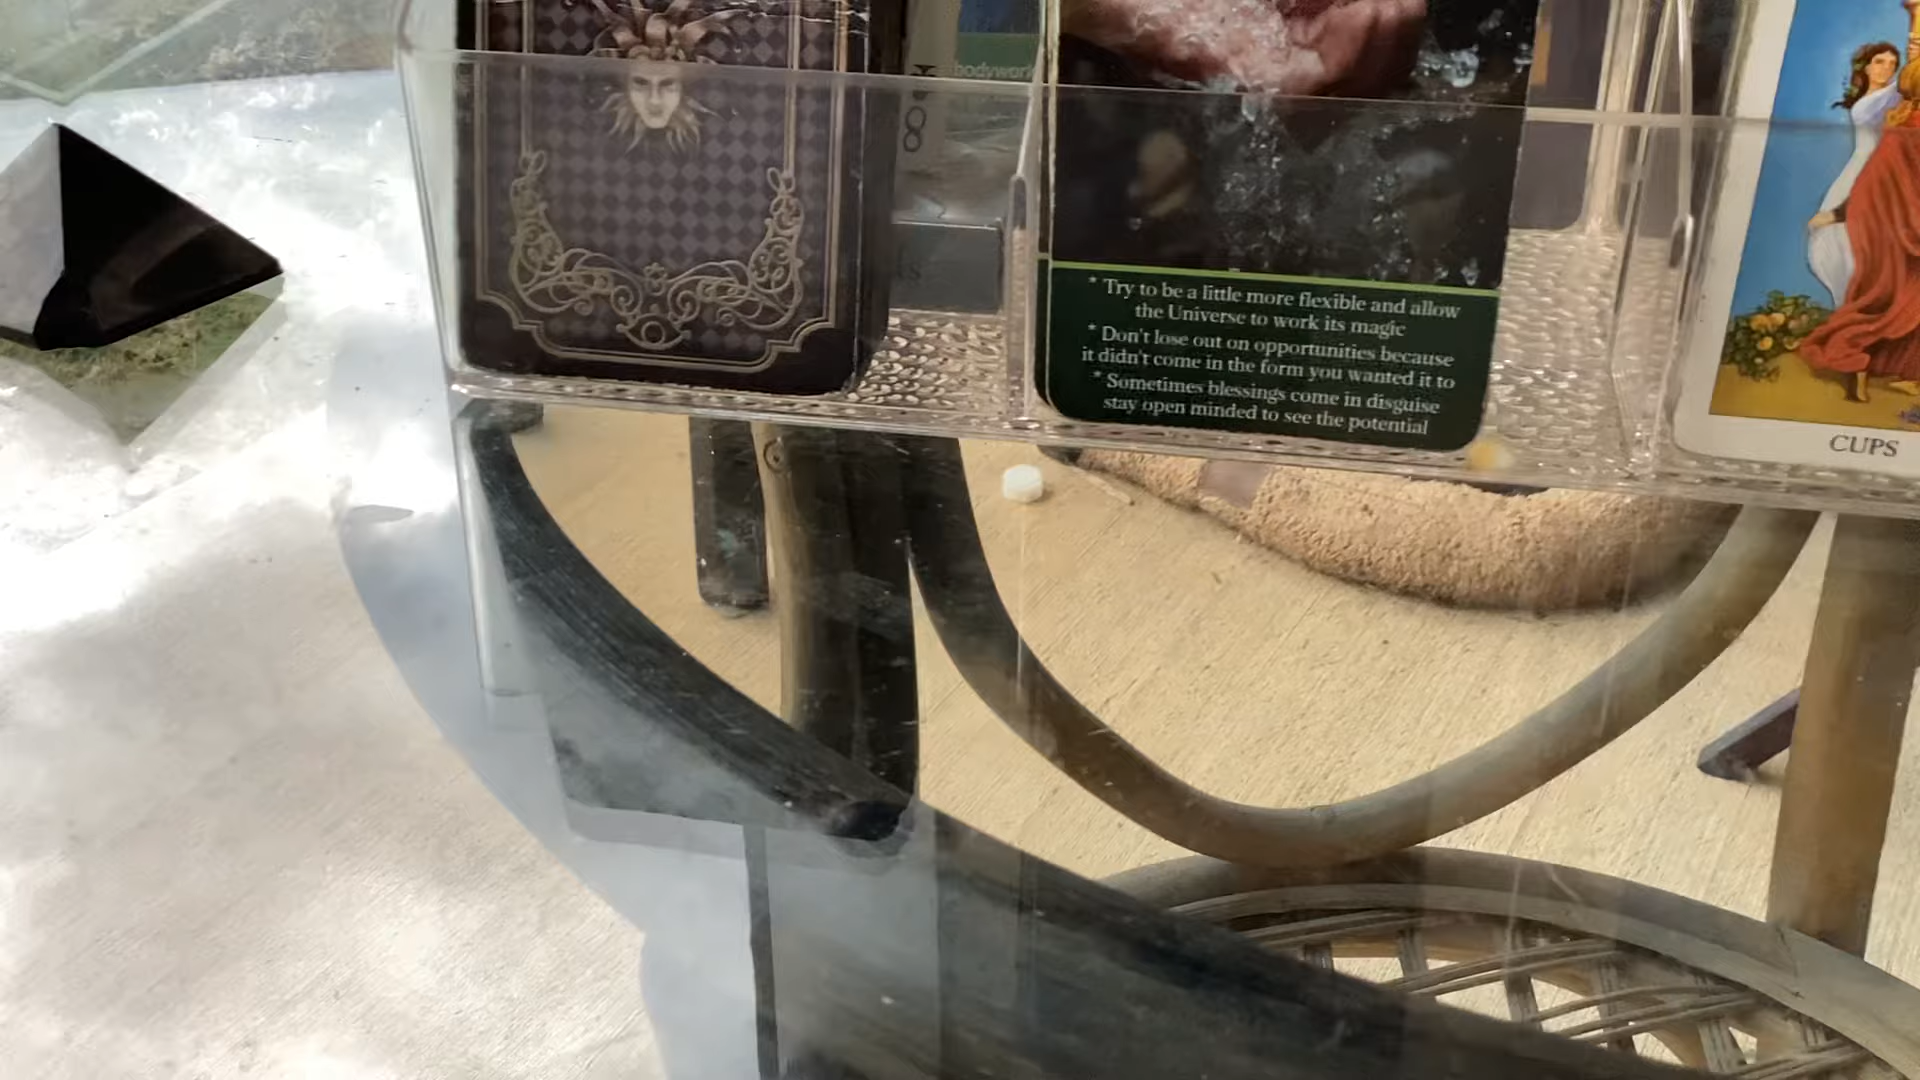 bodywork
8
* Try to be a little more flexible and allow
the Universe to work its magic
* Don't lose out on opportunities because
it didn't come in the form you wanted it to
* Sometimes blessings come in disguise
stay open minded to see the potential
CUPS